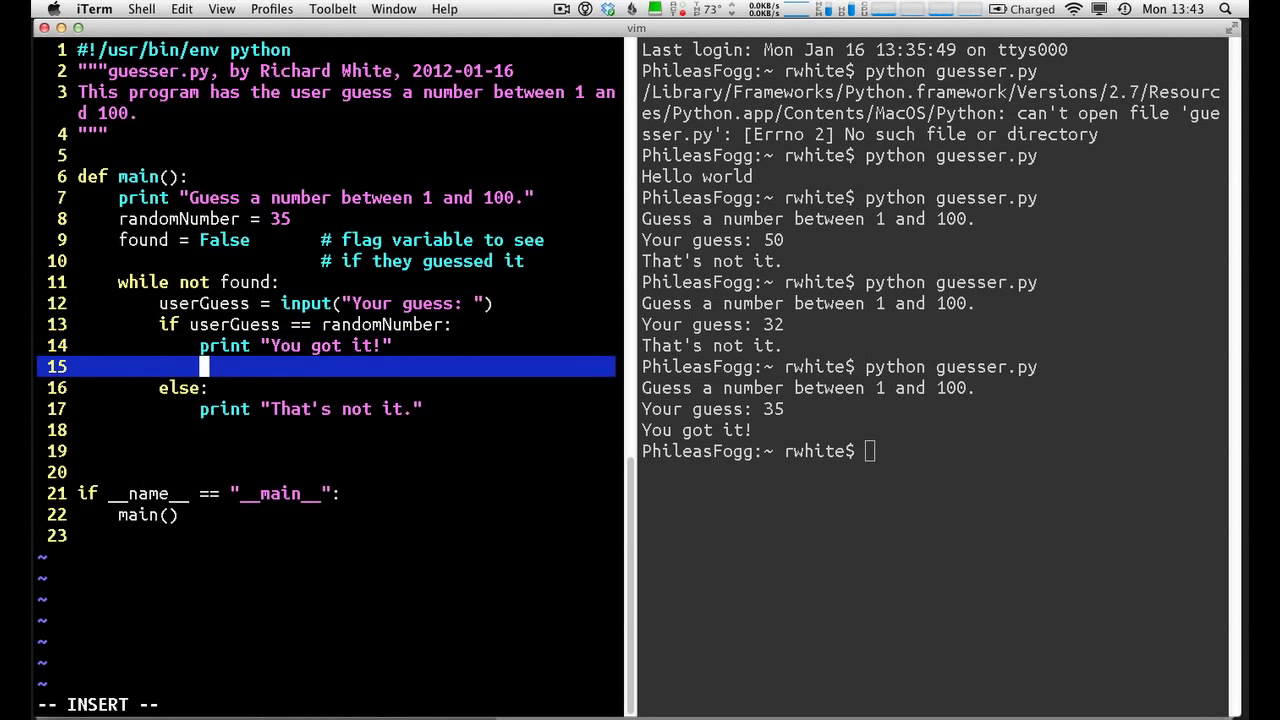 iTerm Shell Edit View Profiles Toolbelt Window Help 73° 0.0KB/s 0.0KB/s Charged Mon 13:43
vim
1 #!/usr/bin/env python
2 """guesser.py, by Richard White, 2012-01-16
3 This program has the user guess a number between 1 an
d 100.
4 """
5
6 def main():
7 print "Guess a number between 1 and 100."
8 randomNumber = 35
9 found = False # flag variable to see
10 # if they guessed it
11 while not found:
12 userGuess = input("Your guess: ")
13 if userGuess == randomNumber:
14 print "You got it!"
15
16 else:
17 print "That's not it."
18
19
20
21 if __name__ == "__main__":
22 main()
23
~
~
~
~
~
~
~
-- INSERT --
Last login: Mon Jan 16 13:35:49 on ttys000
PhileasFogg:~ rwhite$ python guesser.py
/Library/Frameworks/Python.framework/Versions/2.7/Resourc
es/Python.app/Contents/MacOS/Python: can't open file 'gue
sser.py': [Errno 2] No such file or directory
PhileasFogg:~ rwhite$ python guesser.py
Hello world
PhileasFogg:~ rwhite$ python guesser.py
Guess a number between 1 and 100.
Your guess: 50
That's not it.
PhileasFogg:~ rwhite$ python guesser.py
Guess a number between 1 and 100.
Your guess: 32
That's not it.
PhileasFogg:~ rwhite$ python guesser.py
Guess a number between 1 and 100.
Your guess: 35
You got it!
PhileasFogg:~ rwhite$